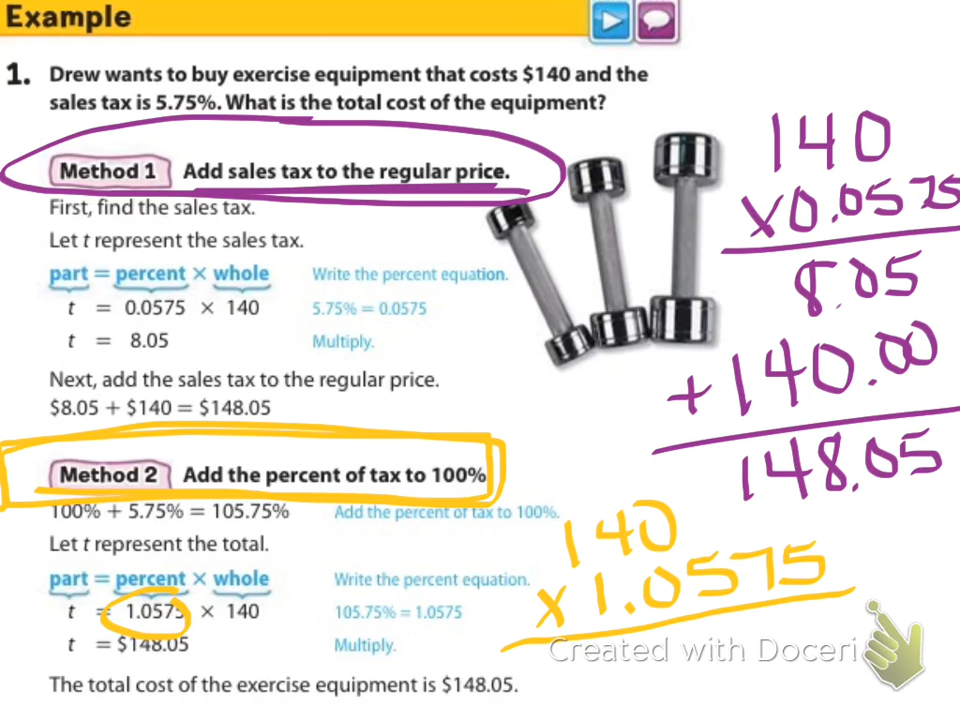 Example
1. Drew wants to buy exercise equipment that costs $140 and the
sales tax is 5.75%. What is the total cost of the equipment?
Method 1 Add sales tax to the regular price.
First, find the sales tax.
Let t represent the sales tax.
part = percent × whole Write the percent equation.
t = 0.0575 × 140 5.75% = 0.0575
t = 8.05 Multiply.
Next, add the sales tax to the regular price.
$8.05 + $140 = $148.05
Method 2 Add the percent of tax to 100%
100% + 5.75% = 105.75% Add the percent of tax to 100%.
Let t represent the total.
part = percent × whole Write the percent equation.
t = 1.0575 × 140 105.75% = 1.0575
t = $148.05 Multiply.
The total cost of the exercise equipment is $148.05.
140
×0.0575
8.05
+140.00
148.05
140
×1.0575
Created with Doceri